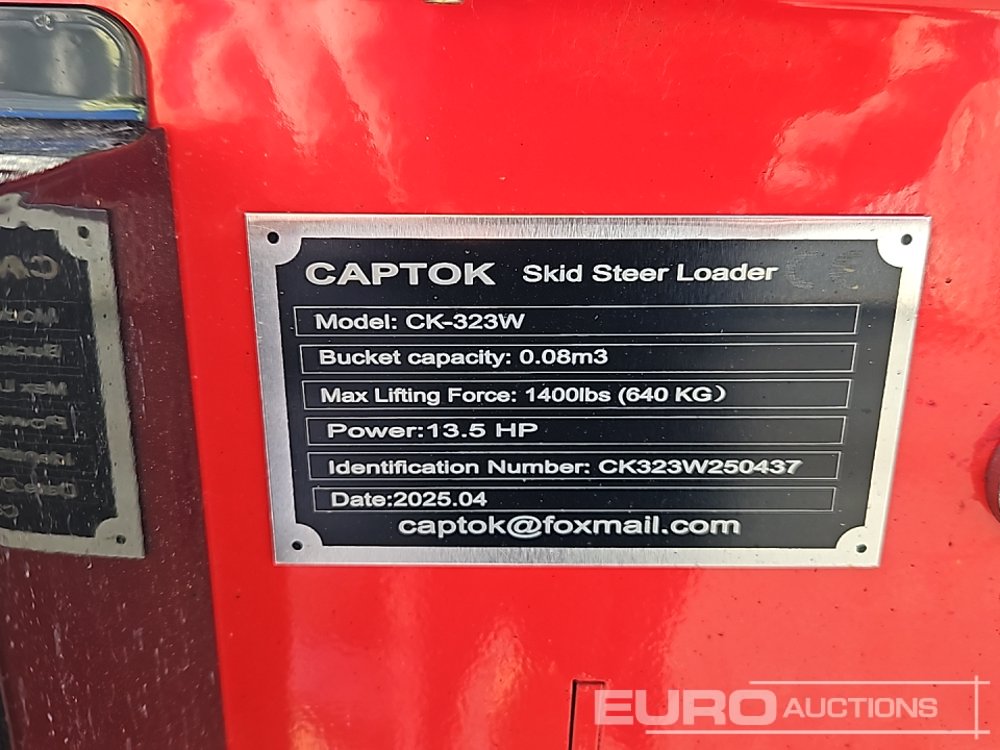 CAPTOK Skid Steer Loader CE
Model: CK-323W
Bucket capacity: 0.08m3
Max Lifting Force: 1400lbs (640 KG）
Power:13.5 HP
Identification Number: CK323W250437
Date:2025.04
captok@foxmail.com
EURO AUCTIONS